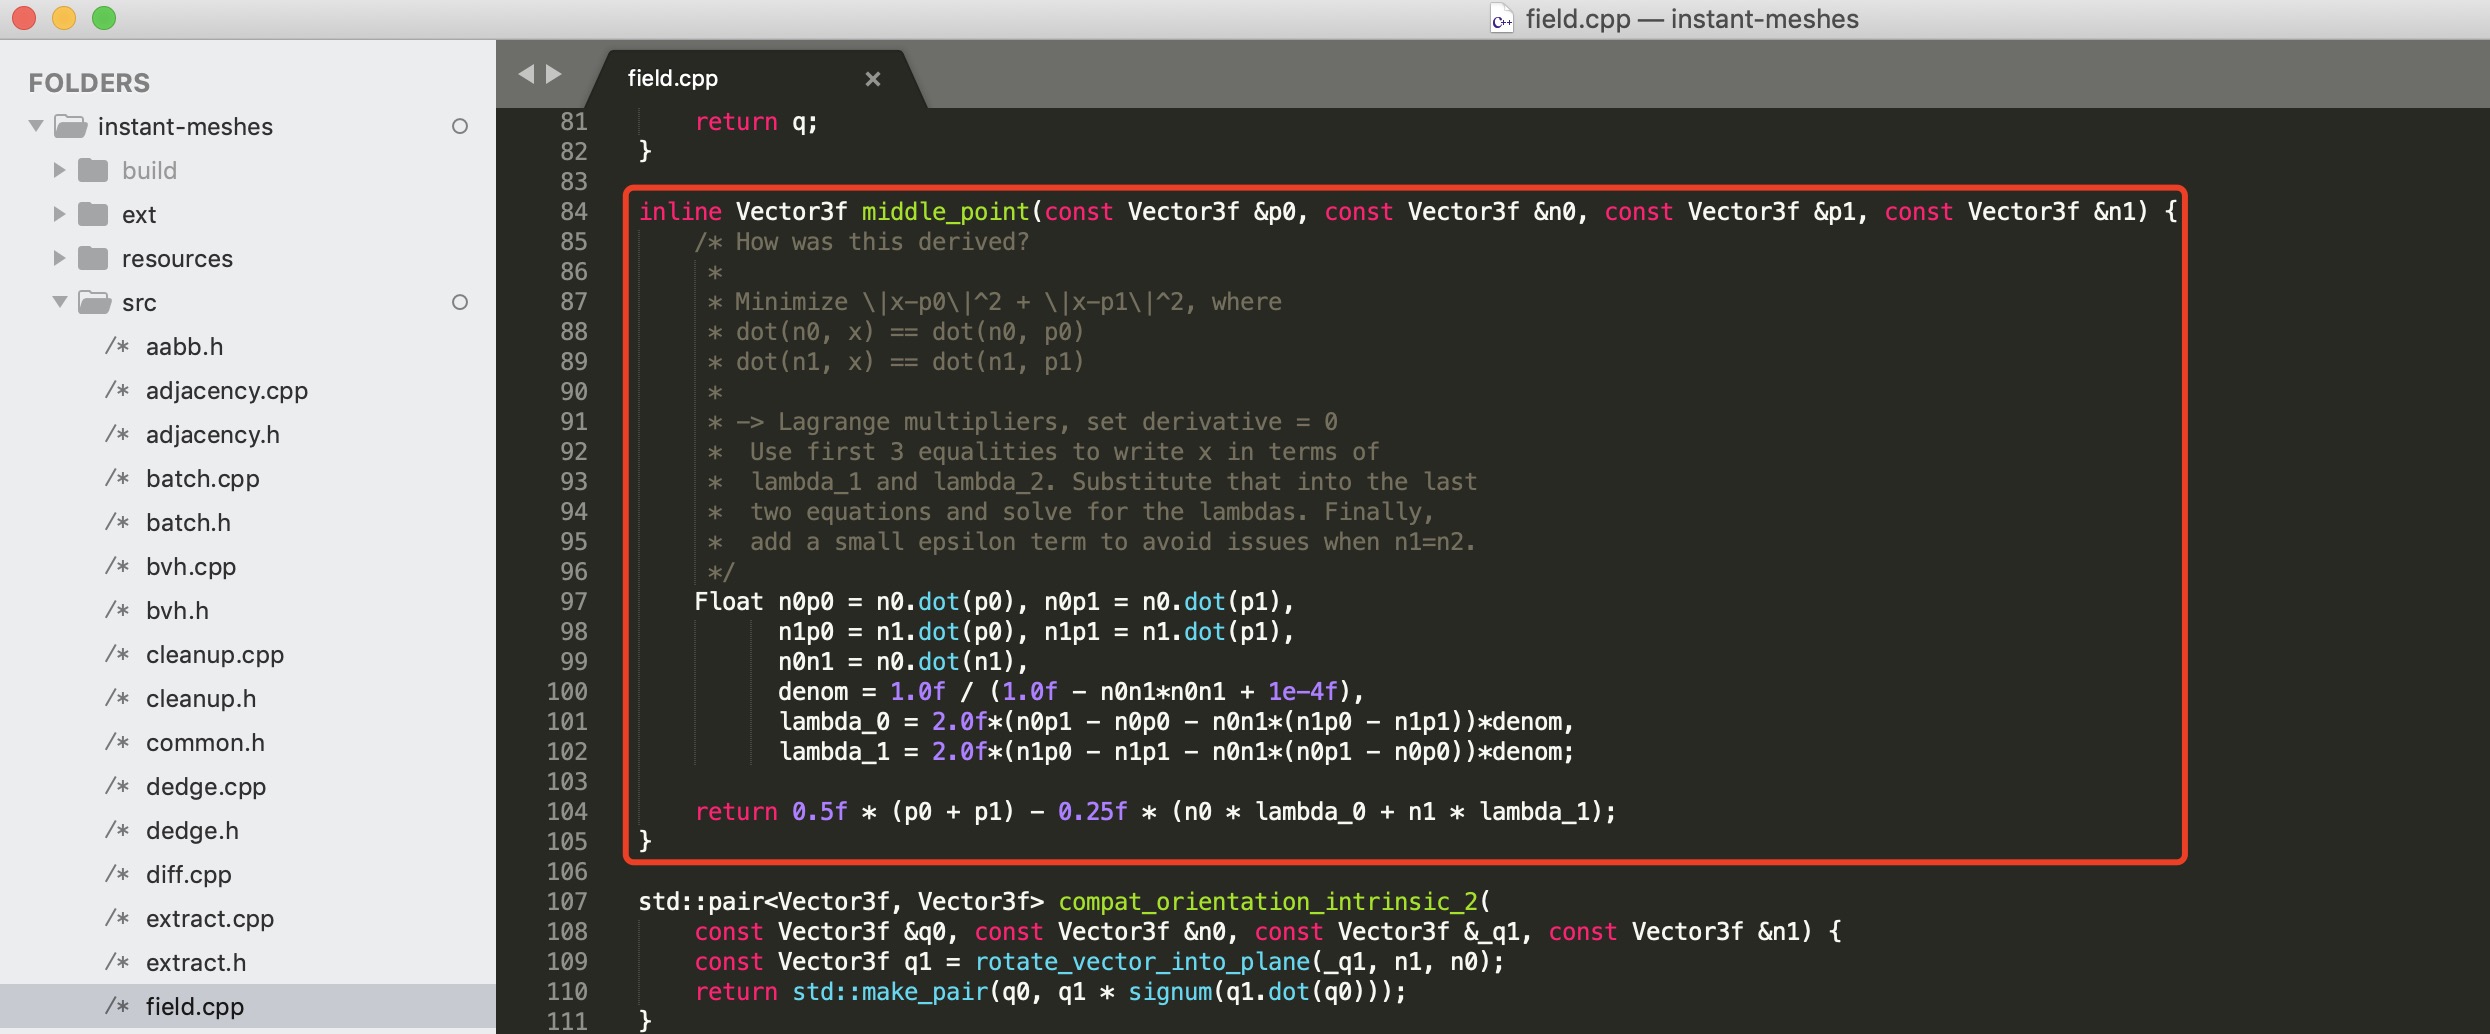 field.cpp — instant-meshes
FOLDERS
instant-meshes
build
ext
resources
src
/* aabb.h
/* adjacency.cpp
/* adjacency.h
/* batch.cpp
/* batch.h
/* bvh.cpp
/* bvh.h
/* cleanup.cpp
/* cleanup.h
/* common.h
/* dedge.cpp
/* dedge.h
/* diff.cpp
/* extract.cpp
/* extract.h
/* field.cpp
field.cpp ×
81 return q;
82 }
83
84 inline Vector3f middle_point(const Vector3f &p0, const Vector3f &n0, const Vector3f &p1, const Vector3f &n1) {
85 /* How was this derived?
86 *
87 * Minimize \|x-p0\|^2 + \|x-p1\|^2, where
88 * dot(n0, x) == dot(n0, p0)
89 * dot(n1, x) == dot(n1, p1)
90 *
91 * -> Lagrange multipliers, set derivative = 0
92 * Use first 3 equalities to write x in terms of
93 * lambda_1 and lambda_2. Substitute that into the last
94 * two equations and solve for the lambdas. Finally,
95 * add a small epsilon term to avoid issues when n1=n2.
96 */
97 Float n0p0 = n0.dot(p0), n0p1 = n0.dot(p1),
98 n1p0 = n1.dot(p0), n1p1 = n1.dot(p1),
99 n0n1 = n0.dot(n1),
100 denom = 1.0f / (1.0f - n0n1*n0n1 + 1e-4f),
101 lambda_0 = 2.0f*(n0p1 - n0p0 - n0n1*(n1p0 - n1p1))*denom,
102 lambda_1 = 2.0f*(n1p0 - n1p1 - n0n1*(n0p1 - n0p0))*denom;
103
104 return 0.5f * (p0 + p1) - 0.25f * (n0 * lambda_0 + n1 * lambda_1);
105 }
106
107 std::pair<Vector3f, Vector3f> compat_orientation_intrinsic_2(
108 const Vector3f &q0, const Vector3f &n0, const Vector3f &_q1, const Vector3f &n1) {
109 const Vector3f q1 = rotate_vector_into_plane(_q1, n1, n0);
110 return std::make_pair(q0, q1 * signum(q1.dot(q0)));
111 }